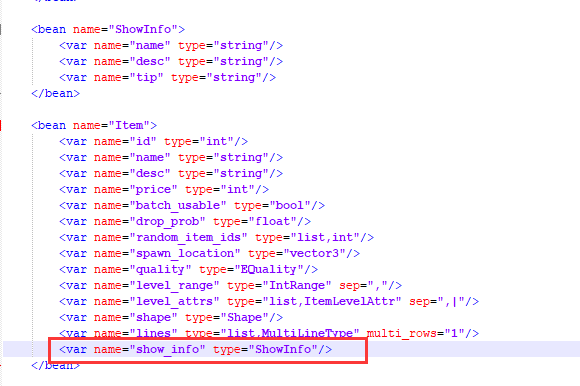 <bean name="ShowInfo">
<var name="name" type="string"/>
<var name="desc" type="string"/>
<var name="tip" type="string"/>
</bean>
<bean name="Item">
<var name="id" type="int"/>
<var name="name" type="string"/>
<var name="desc" type="string"/>
<var name="price" type="int"/>
<var name="batch_usable" type="bool"/>
<var name="drop_prob" type="float"/>
<var name="random_item_ids" type="list,int"/>
<var name="spawn_location" type="vector3"/>
<var name="quality" type="EQuality"/>
<var name="level_range" type="IntRange" sep=","/>
<var name="level_attrs" type="list,ItemLevelAttr" sep=",|"/>
<var name="shape" type="Shape"/>
<var name="lines" type="list,MultiLineType" multi_rows="1"/>
<var name="show_info" type="ShowInfo"/>
</bean>